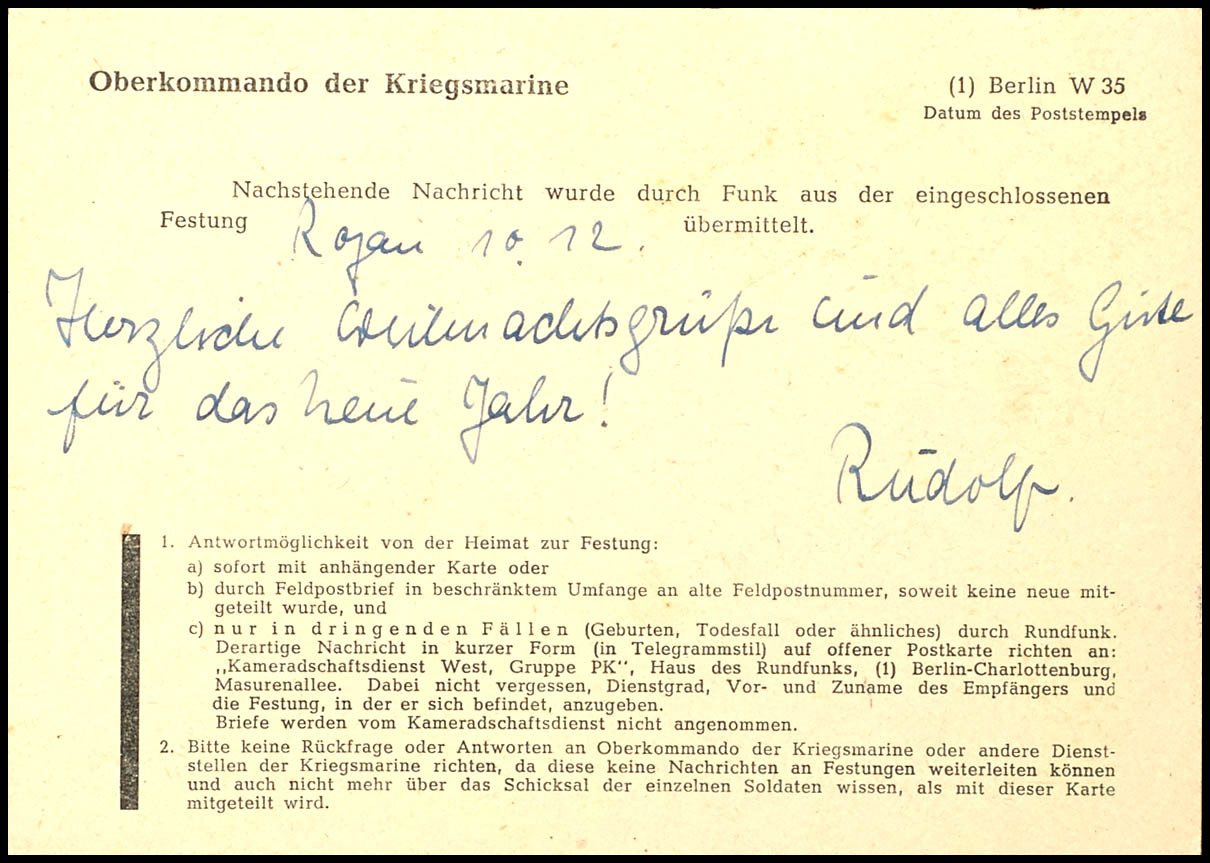 Oberkommando der Kriegsmarine
(1) Berlin W 35
Datum des Poststempels
Nachstehende Nachricht wurde durch Funk aus der eingeschlossenen
Festung Rojan 10.12. übermittelt.
Herzliche Weihnachtsgrüße und alles Gute
für das neue Jahr!
Rudolf.
1. Antwortmöglichkeit von der Heimat zur Festung:
a) sofort mit anhängender Karte oder
b) durch Feldpostbrief in beschränktem Umfange an alte Feldpostnummer, soweit keine neue mit-
geteilt wurde, und
c) nur in dringenden Fällen (Geburten, Todesfall oder ähnliches) durch Rundfunk.
Derartige Nachricht in kurzer Form (in Telegrammstil) auf offener Postkarte richten an:
„Kameradschaftsdienst West, Gruppe PK“, Haus des Rundfunks, (1) Berlin-Charlottenburg,
Masurenallee. Dabei nicht vergessen, Dienstgrad, Vor- und Zuname des Empfängers und
die Festung, in der er sich befindet, anzugeben.
Briefe werden vom Kameradschaftsdienst nicht angenommen.
2. Bitte keine Rückfrage oder Antworten an Oberkommando der Kriegsmarine oder andere Dienst-
stellen der Kriegsmarine richten, da diese keine Nachrichten an Festungen weiterleiten können
und auch nicht mehr über das Schicksal der einzelnen Soldaten wissen, als mit dieser Karte
mitgeteilt wird.